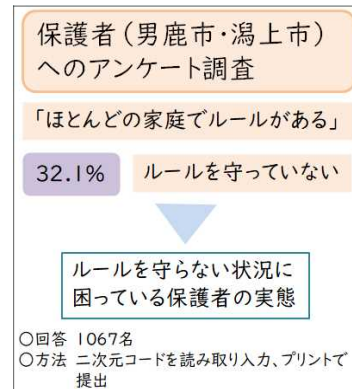 保護者(男鹿市・潟上市)
へのアンケート調査
「ほとんどの家庭でルールがある」
32.1% ルールを守っていない
ルールを守らない状況に
困っている保護者の実態
○回答 1067名
○方法 二次元コードを読み取り入力、プリントで
提出